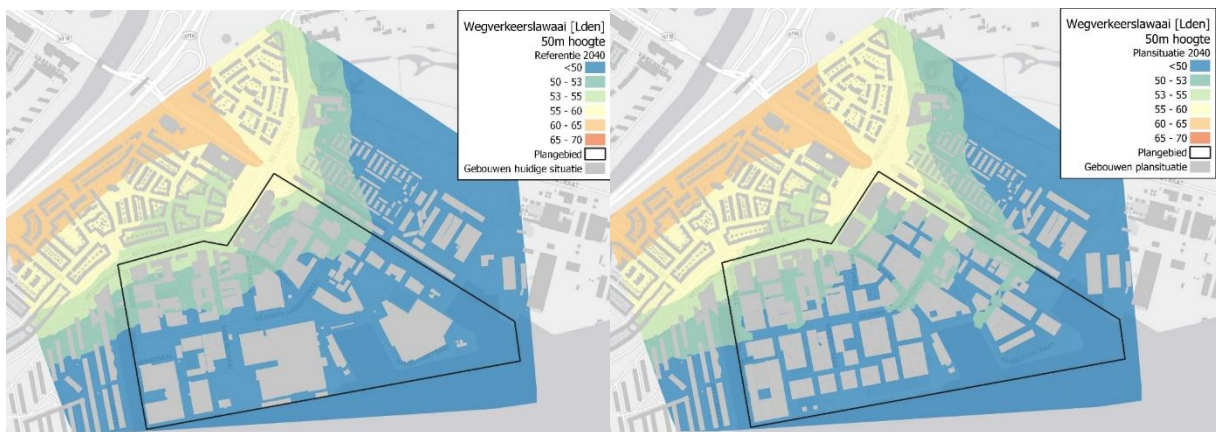 Wegverkeerslawaai [Lden]
50m hoogte
Referentie 2040
<50
50 - 53
53 - 55
55 - 60
60 - 65
65 - 70
Plangebied
Gebouwen huidige situatie
Wegverkeerslawaai [Lden]
50m hoogte
Plansituatie 2040
<50
50 - 53
53 - 55
55 - 60
60 - 65
65 - 70
Plangebied
Gebouwen plansituatie